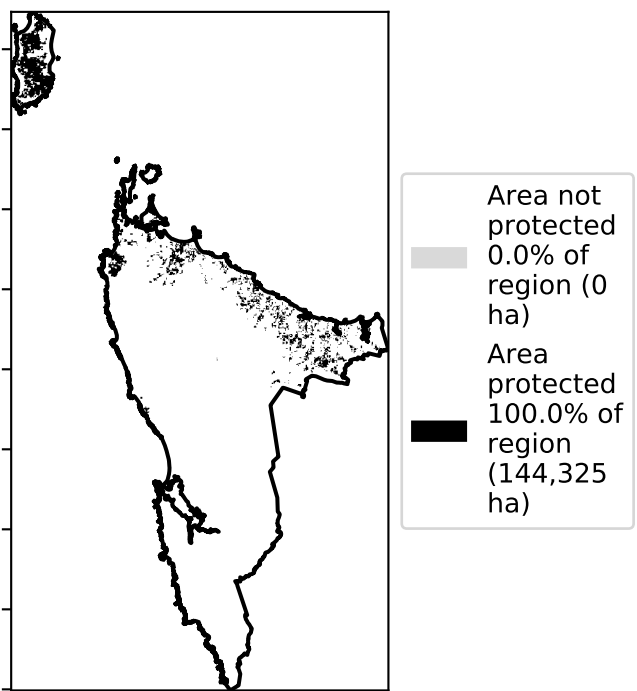 Area not
protected
0.0% of
region (0
ha)
Area
protected
100.0% of
region
(144,325
ha)